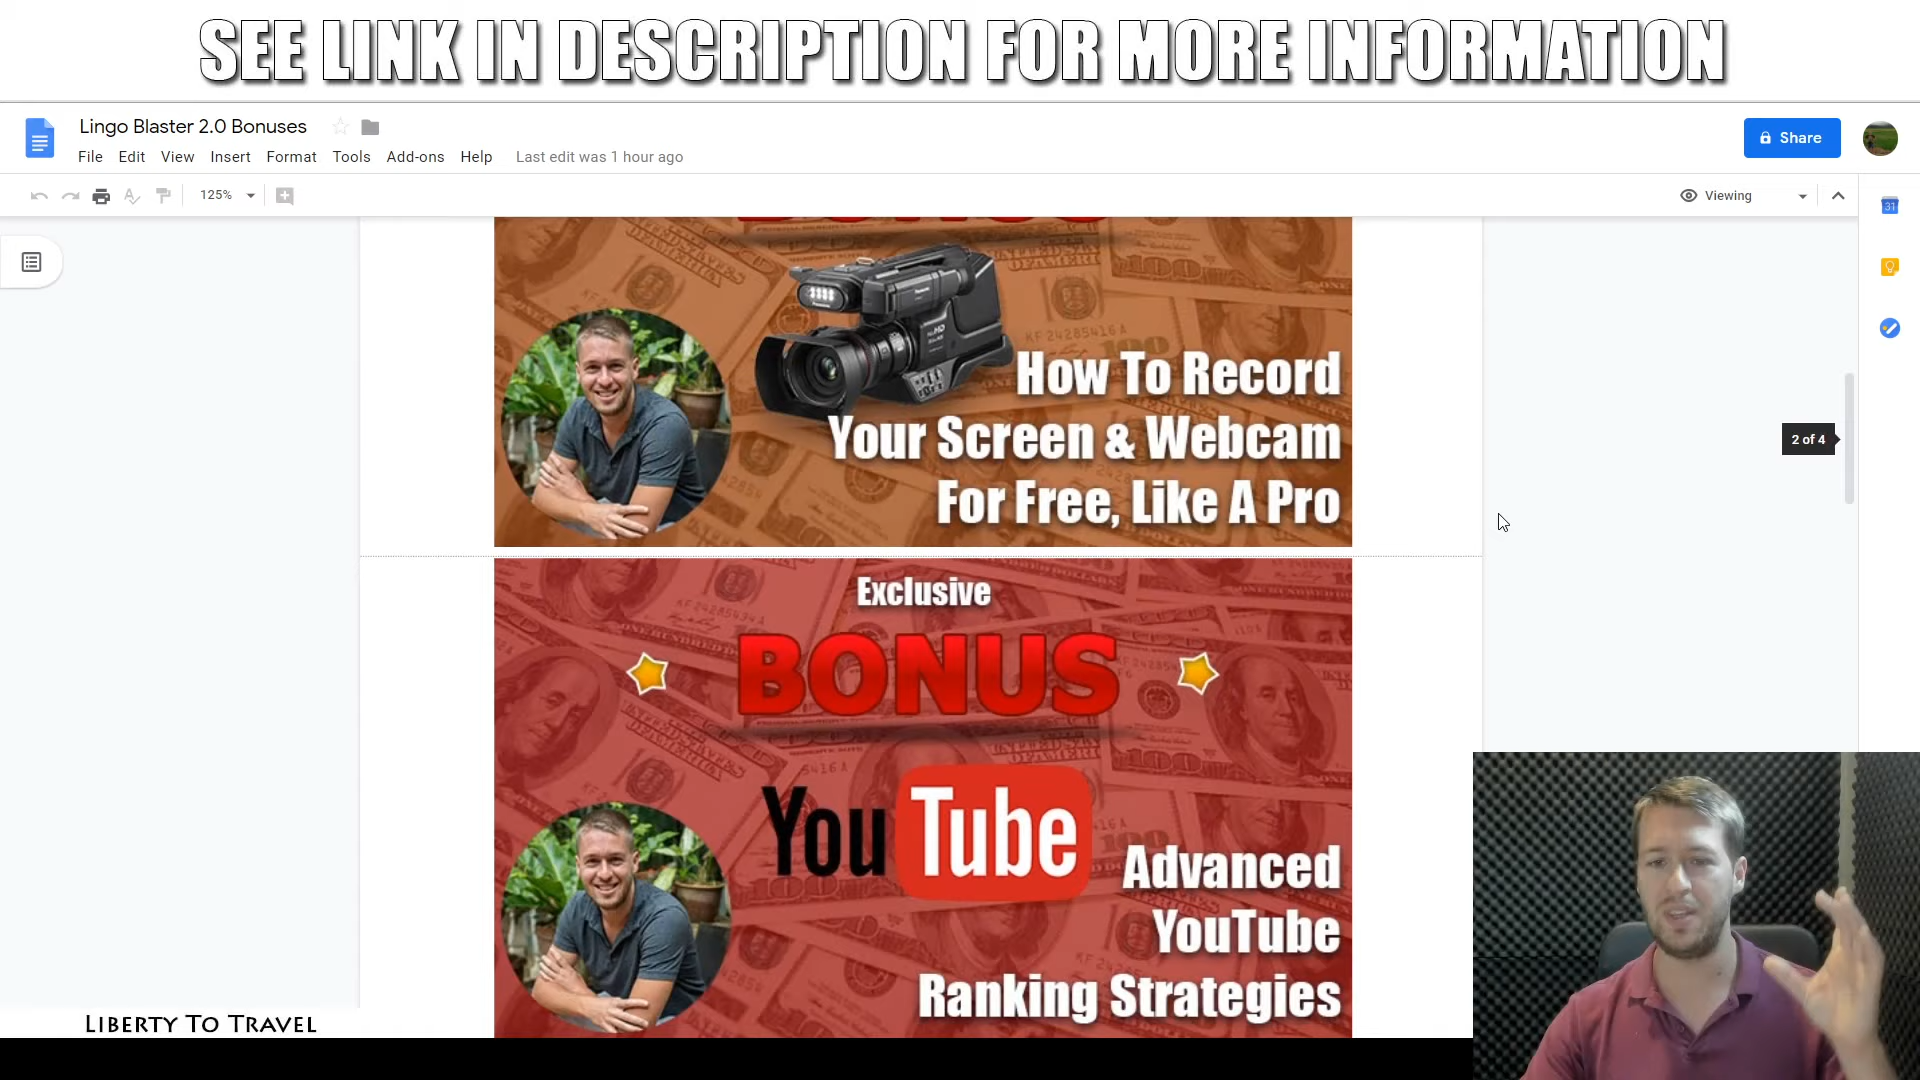 SEE LINK IN DESCRIPTION FOR MORE INFORMATION
Lingo Blaster 2.0 Bonuses
Share
File Edit View Insert Format Tools Add-ons Help Last edit was 1 hour ago
125%
Viewing
31
How To Record
Your Screen & Webcam
For Free, Like A Pro
2 of 4
Exclusive
BONUS
YouTube
Advanced
YouTube
Ranking Strategies
LIBERTY TO TRAVEL